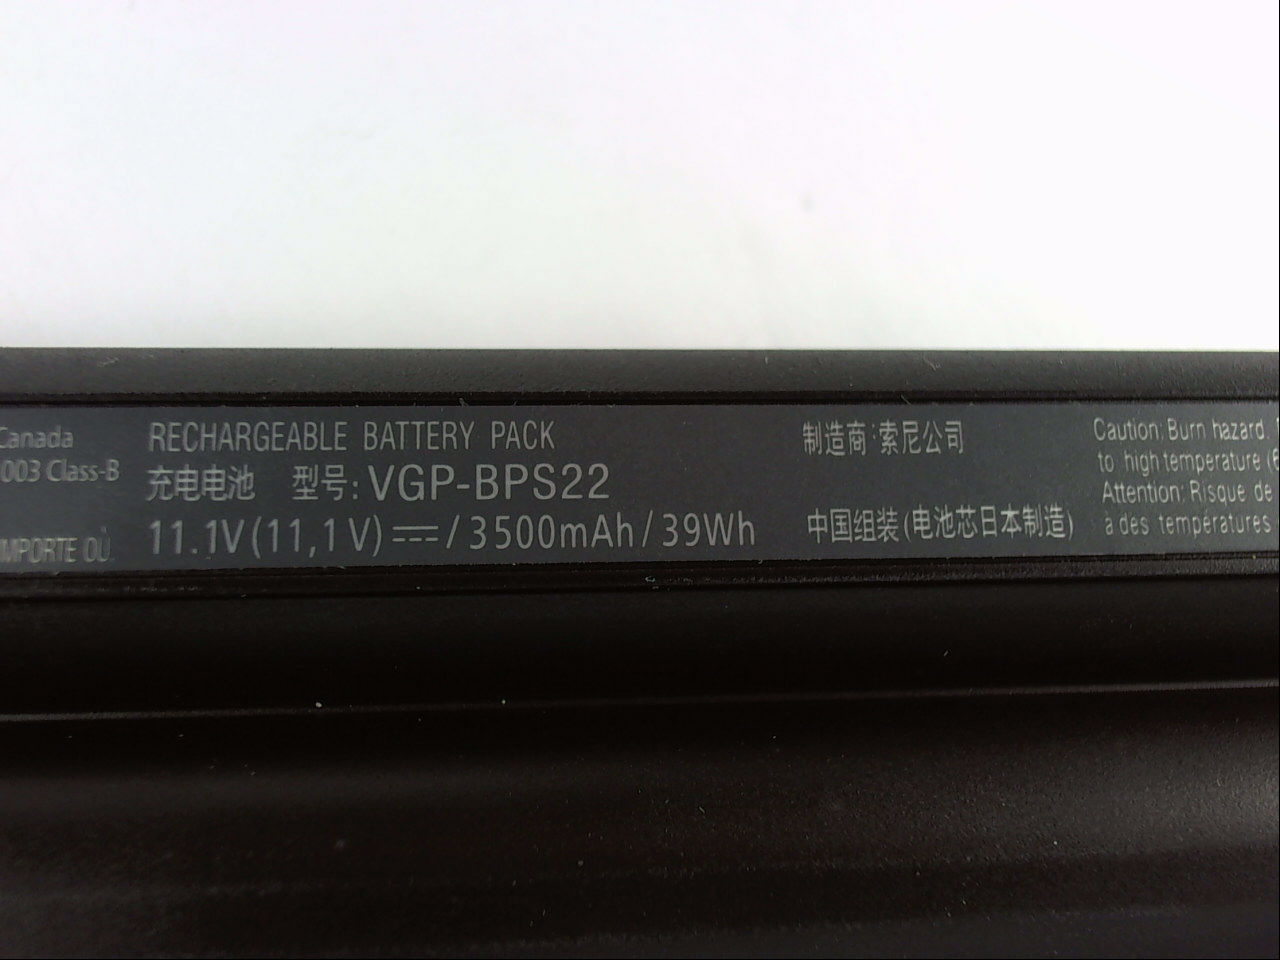 Canada
003 Class-B
IMPORTE OÙ
RECHARGEABLE BATTERY PACK
充电电池 型号: VGP-BPS22
11.1V(11,1V)⎓/3500mAh/39Wh
制造商:索尼公司
中国组装(电池芯日本制造)
Caution: Burn hazard.
to high temperature (6
Attention: Risque de
à des températures